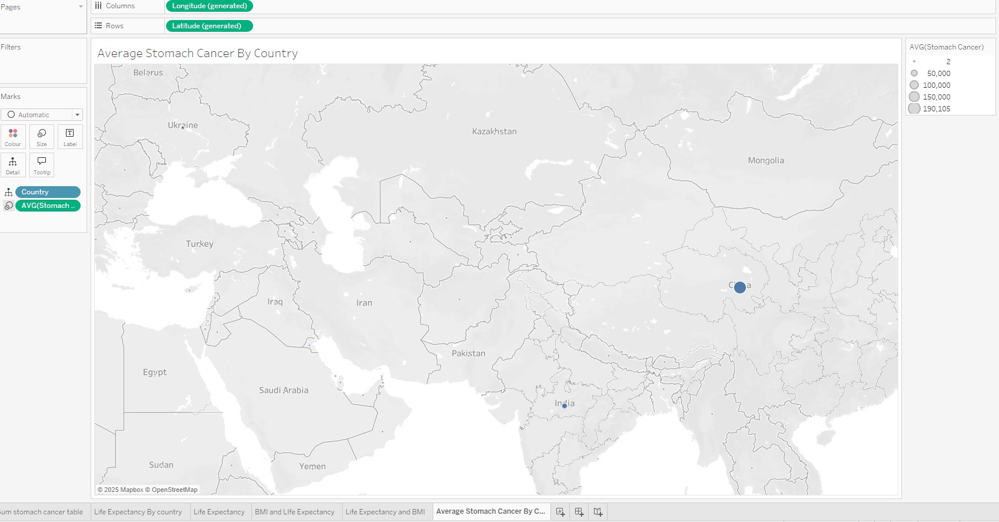 Pages
Columns
Longitude (generated)
Rows
Latitude (generated)
Filters
Marks
Automatic
Colour
Size
Label
Detail
Tooltip
Country
AVG(Stomach ..
Average Stomach Cancer By Country
Belarus
Ukraine
Kazakhstan
Mongolia
Turkey
Iraq
Iran
Pakistan
Egypt
Saudi Arabia
India
Sudan
Yemen
© 2025 Mapbox © OpenStreetMap
AVG(Stomach Cancer)
2
50,000
100,000
150,000
190,105
um stomach cancer table
Life Expectancy By country
Life Expectancy
BMI and LIfe Expectancy
Life Expectancy and BMI
Average Stomach Cancer By C...